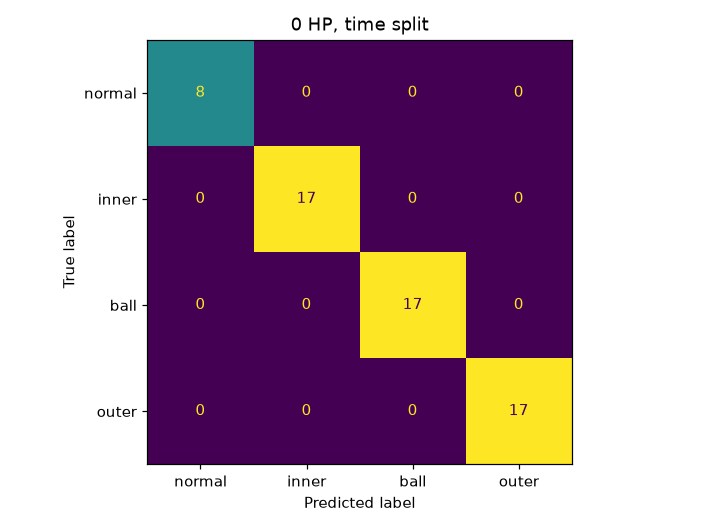 0 HP, time split
True label
normal 8 0 0 0
inner 0 17 0 0
ball 0 0 17 0
outer 0 0 0 17
normal inner ball outer
Predicted label